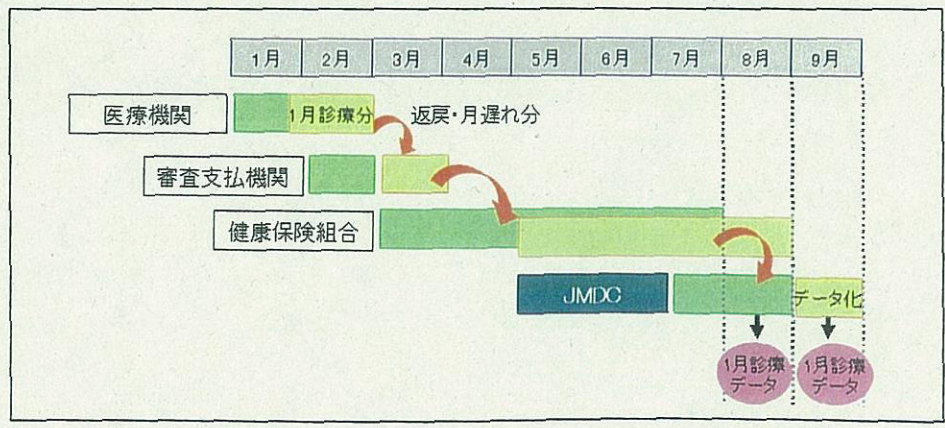 1月 2月 3月 4月 5月 6月 7月 8月 9月
医療機関 1月診療分 返戻・月遅れ分
審査支払機関
健康保険組合
JMDC データ化
1月診療
データ
1月診療
データ